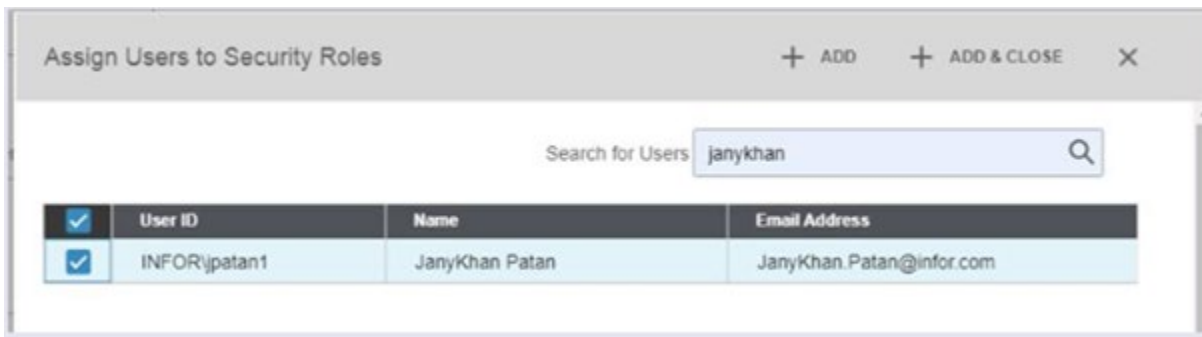 Assign Users to Security Roles + ADD + ADD & CLOSE ×
Search for Users janykhan
User ID Name Email Address
INFOR\jpatan1 JanyKhan Patan JanyKhan.Patan@infor.com